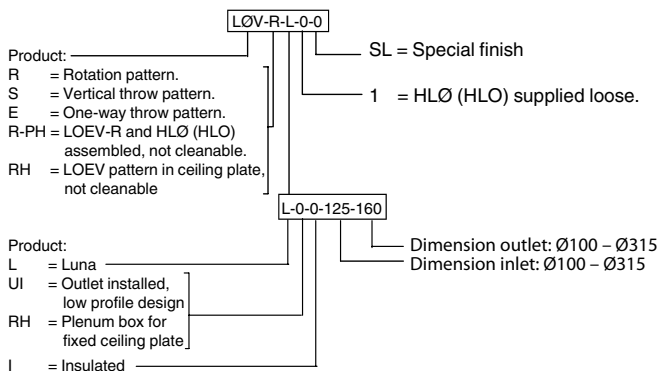 LØV-R-L-0-0
Product:
R = Rotation pattern.
S = Vertical throw pattern.
E = One-way throw pattern.
R-PH = LOEV-R and HLØ (HLO)
assembled, not cleanable.
RH = LOEV pattern in ceiling plate,
not cleanable
SL = Special finish
1 = HLØ (HLO) supplied loose.
L-0-0-125-160
Product:
L = Luna
UI = Outlet installed,
low profile design
RH = Plenum box for
fixed ceiling plate
I = Insulated
Dimension outlet: Ø100 – Ø315
Dimension inlet: Ø100 – Ø315